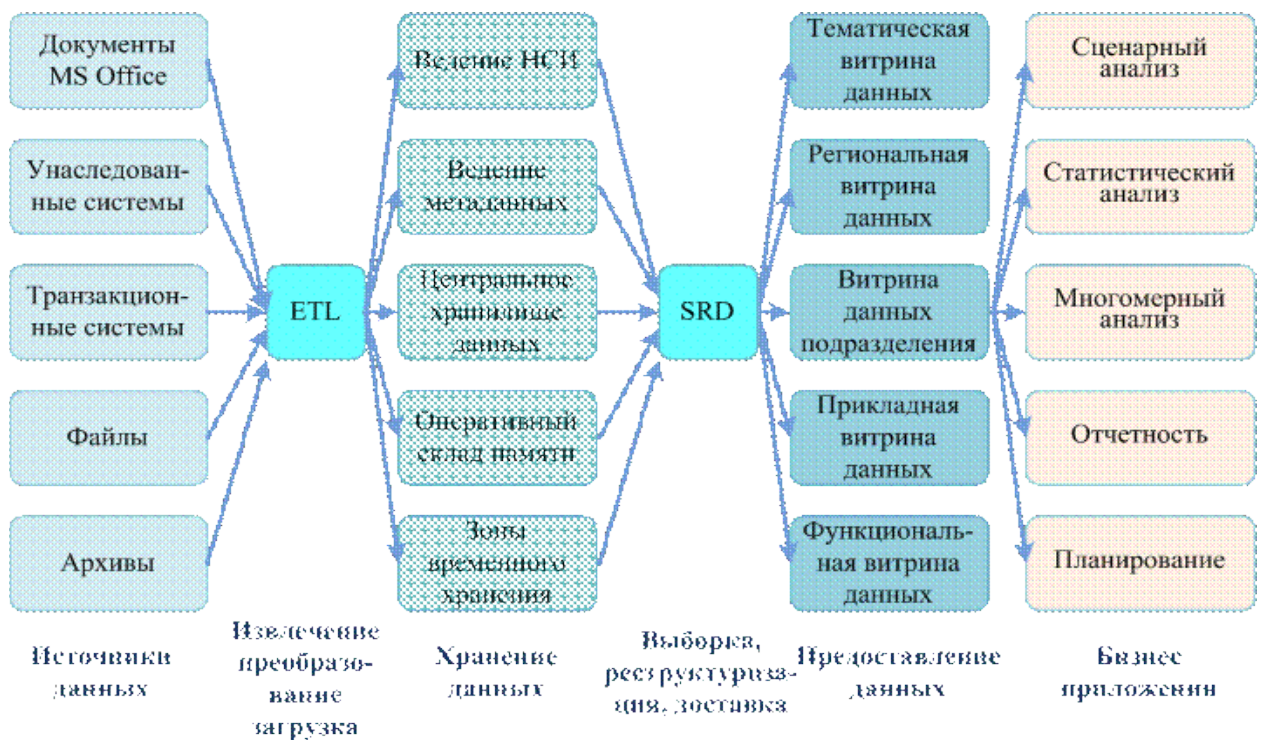 Документы
MS Office
Унаследован-
ные системы
Транзакцион-
ные системы
Файлы
Архивы
Источники
данных
ETL
Извлечение
преобразо-
вание
загрузка
Ведение НСИ
Ведение
метаданных
Центральное
хранилище
данных
Оперативный
склад памяти
Зоны
временного
хранения
Хранение
данных
SRD
Выборка,
реструктуриза-
ция, доставка
Тематическая
витрина
данных
Региональная
витрина
данных
Витрина
данных
подразделения
Прикладная
витрина
данных
Функциональ-
ная витрина
данных
Предоставление
данных
Сценарный
анализ
Статистический
анализ
Многомерный
анализ
Отчетность
Планирование
Бизнес
приложения